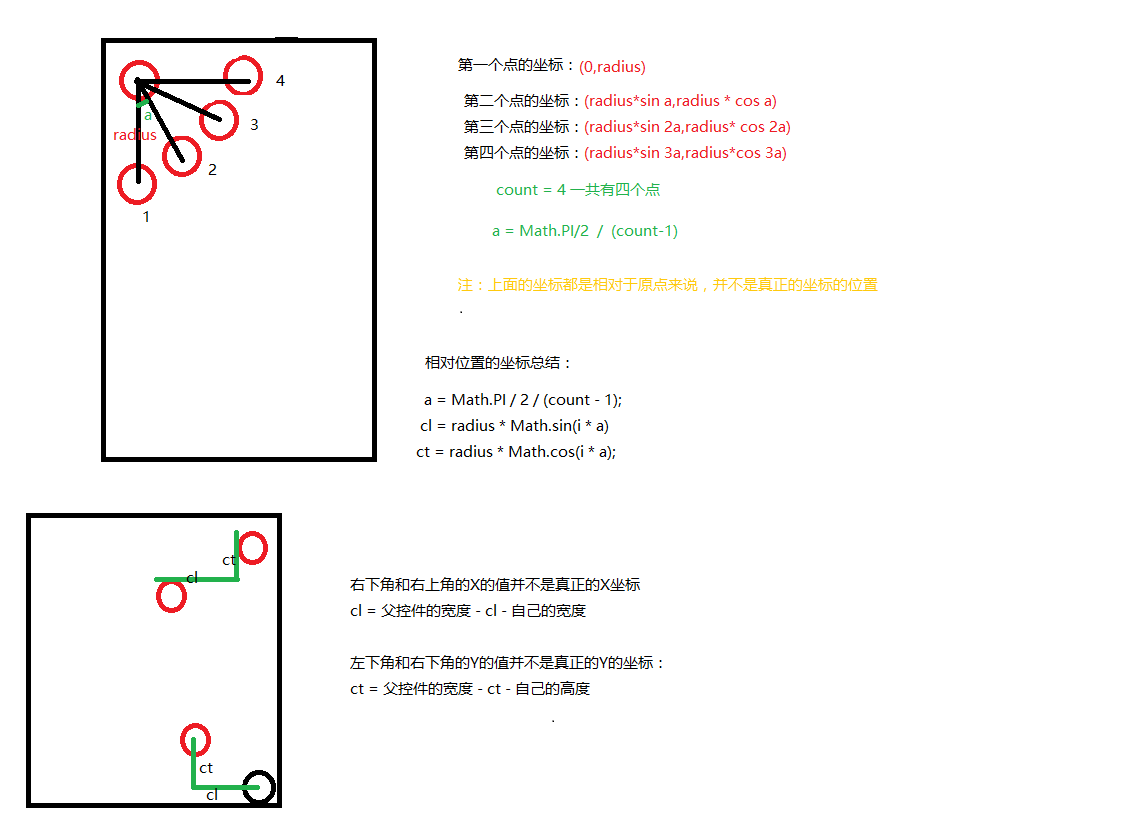 4
3
2
1
a
radius
第一个点的坐标：(0,radius)
第二个点的坐标：(radius*sin a,radius * cos a)
第三个点的坐标：(radius*sin 2a,radius* cos 2a)
第四个点的坐标：(radius*sin 3a,radius*cos 3a)
count = 4 一共有四个点
a = Math.PI/2 / (count-1)
注：上面的坐标都是相对于原点来说，并不是真正的坐标的位置
.
相对位置的坐标总结：
a = Math.PI / 2 / (count - 1);
cl = radius * Math.sin(i * a)
ct = radius * Math.cos(i * a);
ct
cl
右下角和右上角的X的值并不是真正的X坐标
cl = 父控件的宽度 - cl - 自己的宽度
左下角和右下角的Y的值并不是真正的Y的坐标：
ct = 父控件的宽度 - ct - 自己的高度
.
ct
cl